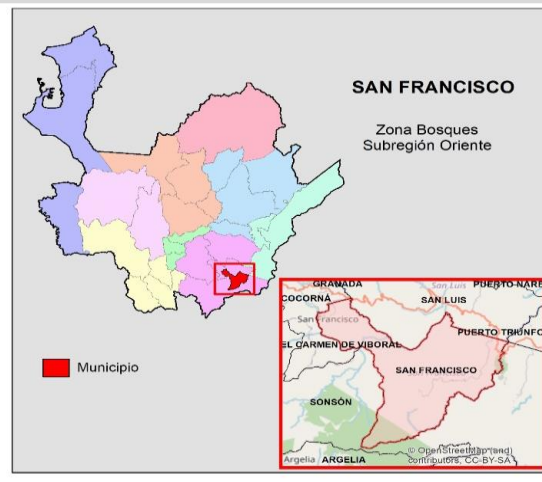 SAN FRANCISCO
Zona Bosques
Subregión Oriente
Municipio
GRANADA
San Luis
PUERTO NARE
COCORNÁ
SAN LUIS
San Francisco
PUERTO TRIUNFO
EL CARMEN DE VIBORAL
SAN FRANCISCO
SONSÓN
© OpenStreetMap (and)
contributors, CC-BY-SA
Argelia
ARGELIA